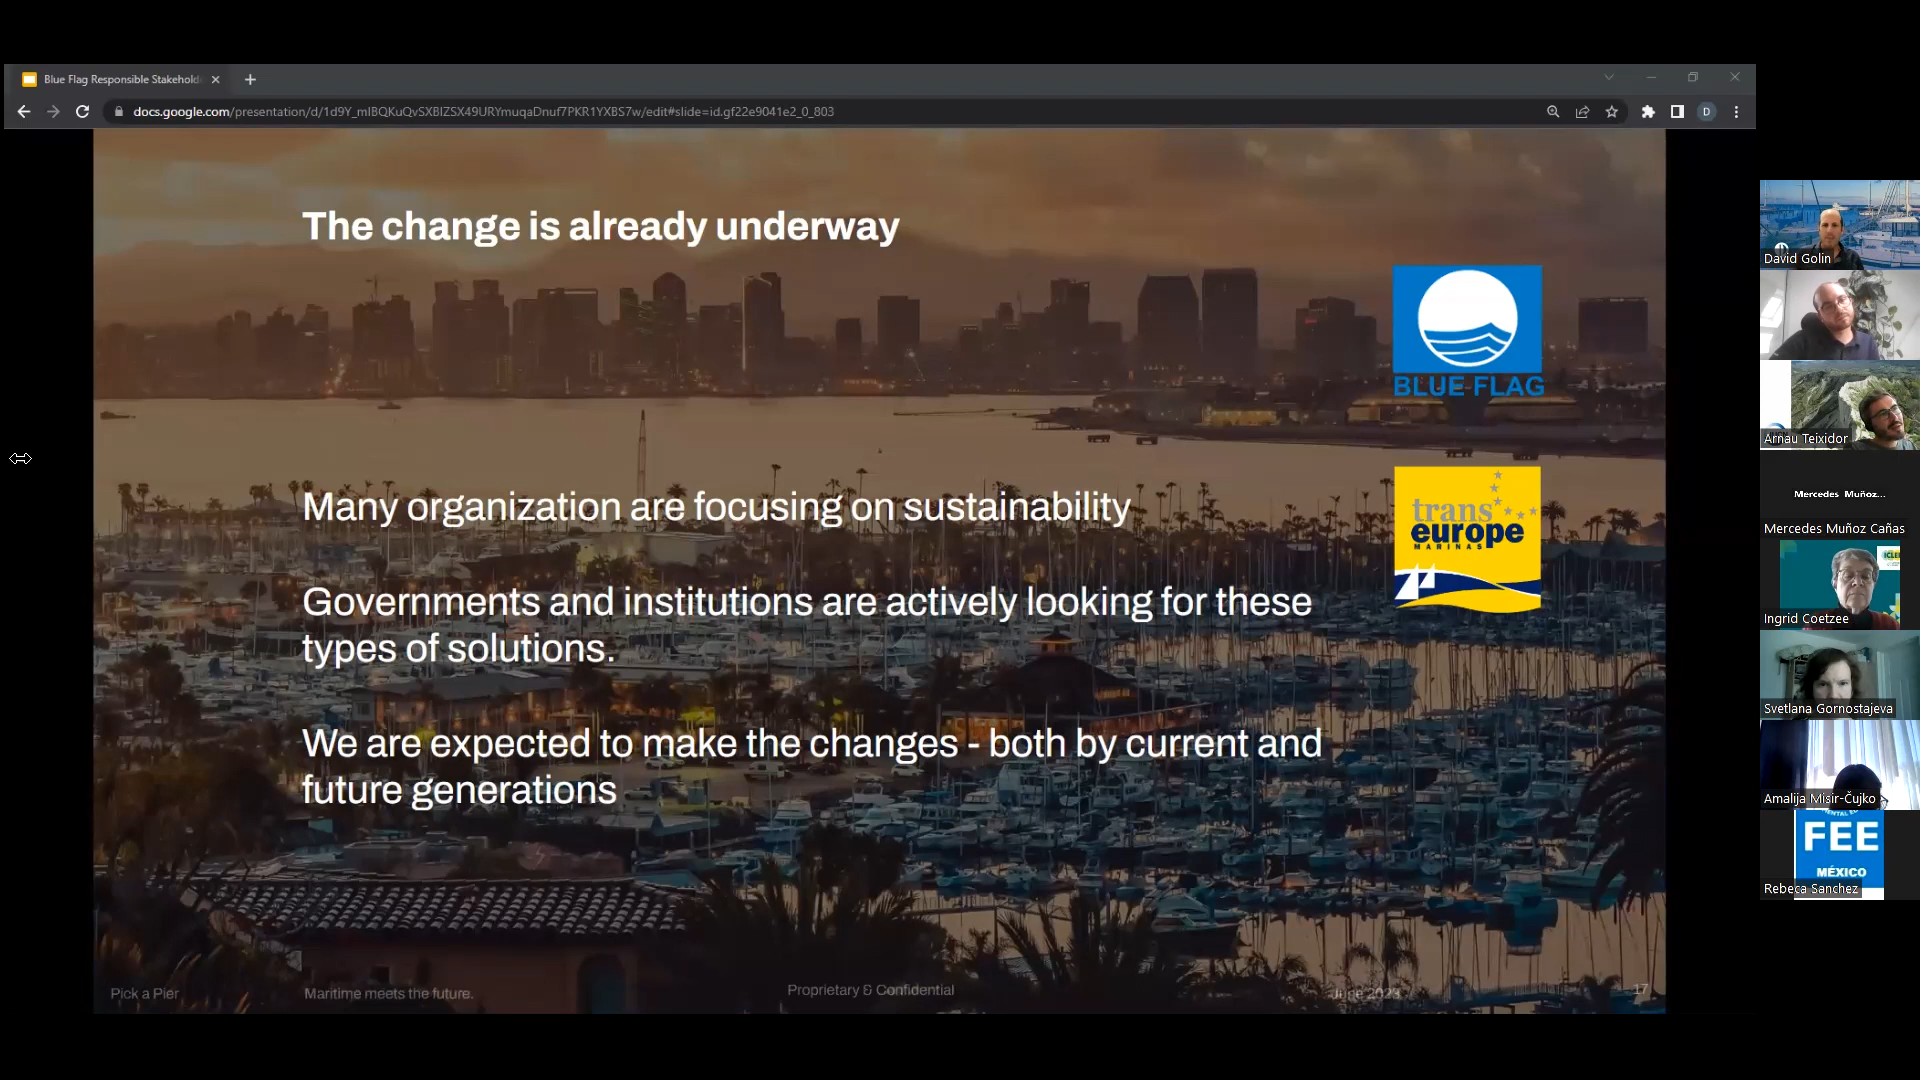 Blue Flag Responsible Stakehold
docs.google.com/presentation/d/1d9Y_mlBQKuQvSXBlZSX49URYmuqaDnuf7PKR1YXBS7w/edit#slide=id.gf22e9041e2_0_803
D
The change is already underway
BLUE FLAG
Many organization are focusing on sustainability
trans
europe
MARINAS
Governments and institutions are actively looking for these
types of solutions.
We are expected to make the changes - both by current and
future generations
Pick a Pier
Maritime meets the future.
Proprietary & Confidential
June 2023
17
David Golin
Arnau Teixidor
Mercedes Muñoz...
Mercedes Muñoz Cañas
Ingrid Coetzee
Svetlana Gornostajeva
Amalija Misir-Čujko
FEE
MÉXICO
Rebeca Sanchez